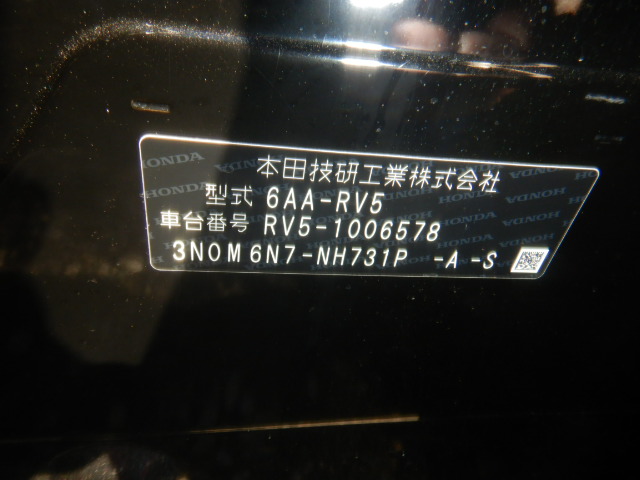 本田技研工業株式会社
型式 6AA-RV5
車台番号 RV5-1006578
3NOM6N7-NH731P -A -S